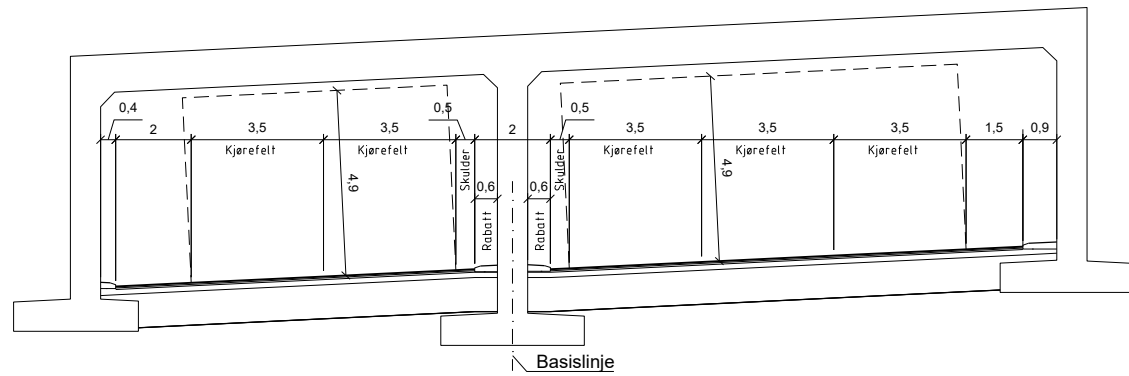 0,4
2
3,5
3,5
0,5
2
0,5
3,5
3,5
3,5
1,5
0,9
Kjørefelt
Kjørefelt
Skulder
Skulder
Kjørefelt
Kjørefelt
Kjørefelt
4,9
4,9
0,6
0,6
Rabatt
Rabatt
Basislinje